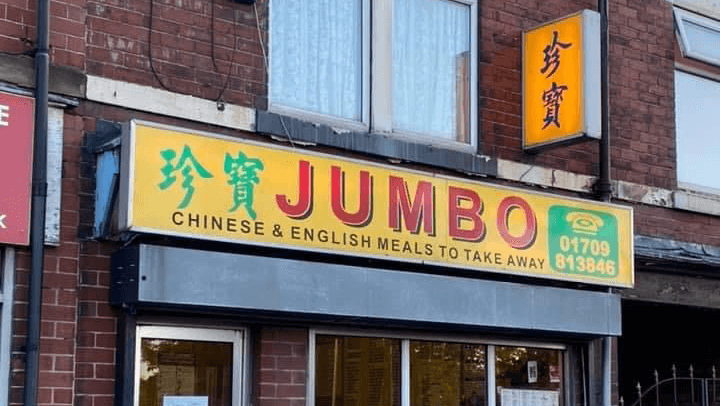 珍
寶
珍寶 JUMBO
CHINESE & ENGLISH MEALS TO TAKE AWAY
01709
813846
E
K